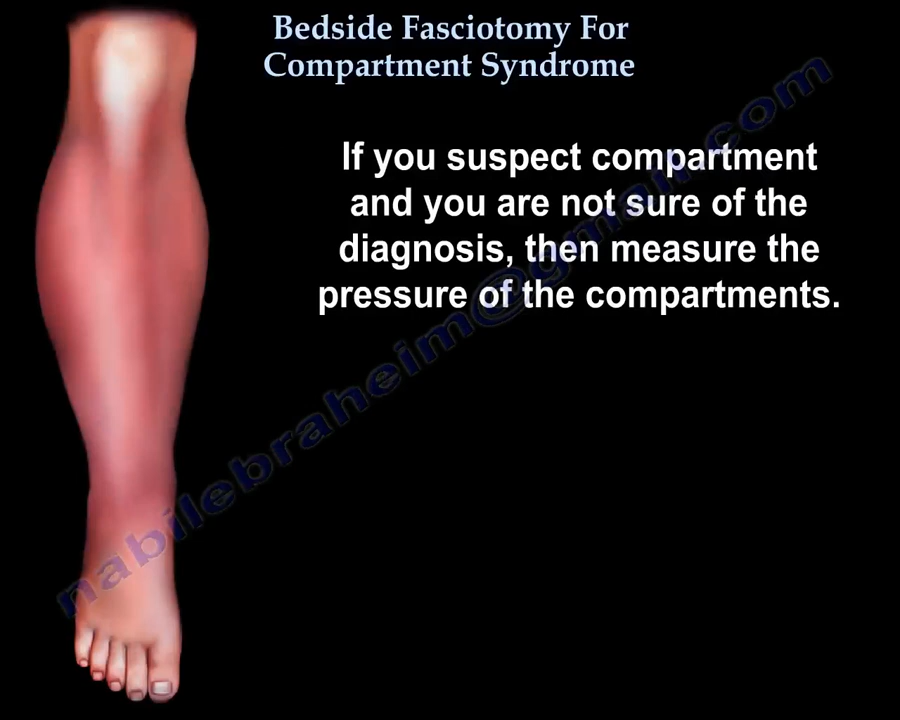 Bedside Fasciotomy For
Compartment Syndrome
If you suspect compartment
and you are not sure of the
diagnosis, then measure the
pressure of the compartments.
nabilebraheim@gmail.com